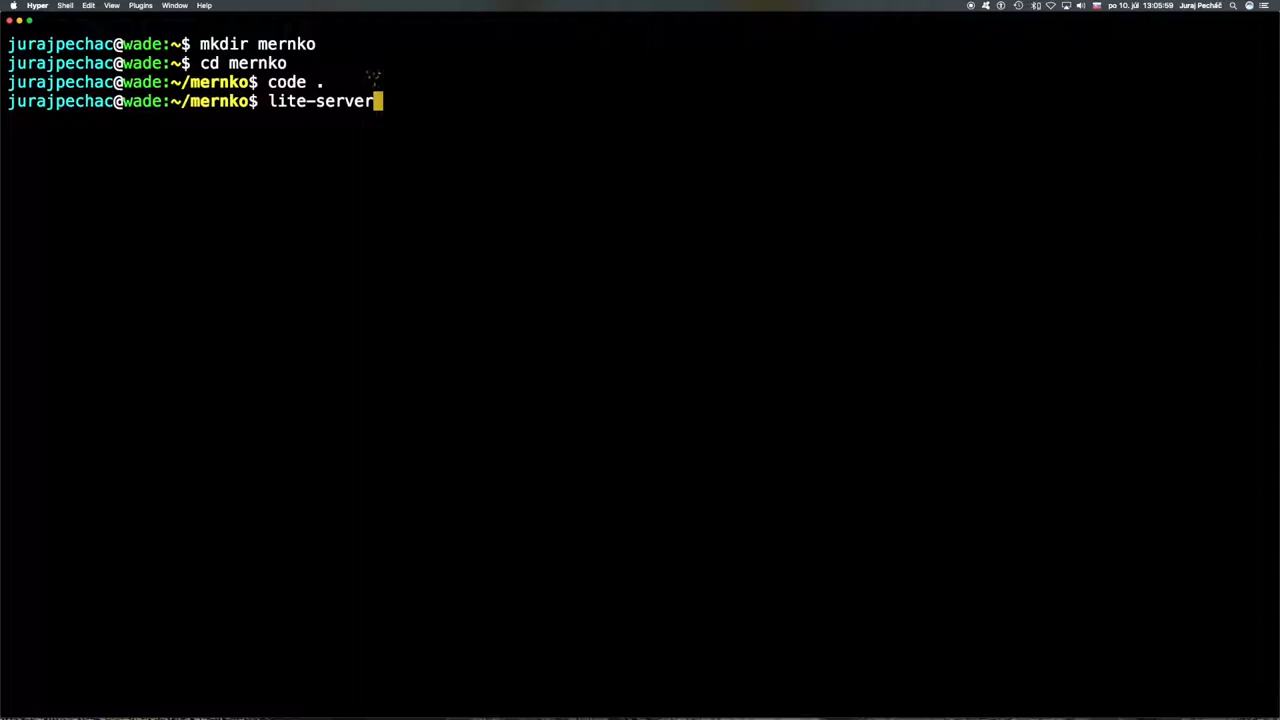 Hyper Shell Edit View Plugins Window Help po 10. júl 13:05:59 Juraj Pecháč
jurajpechac@wade:~$ mkdir mernko
jurajpechac@wade:~$ cd mernko
jurajpechac@wade:~/mernko$ code .
jurajpechac@wade:~/mernko$ lite-server